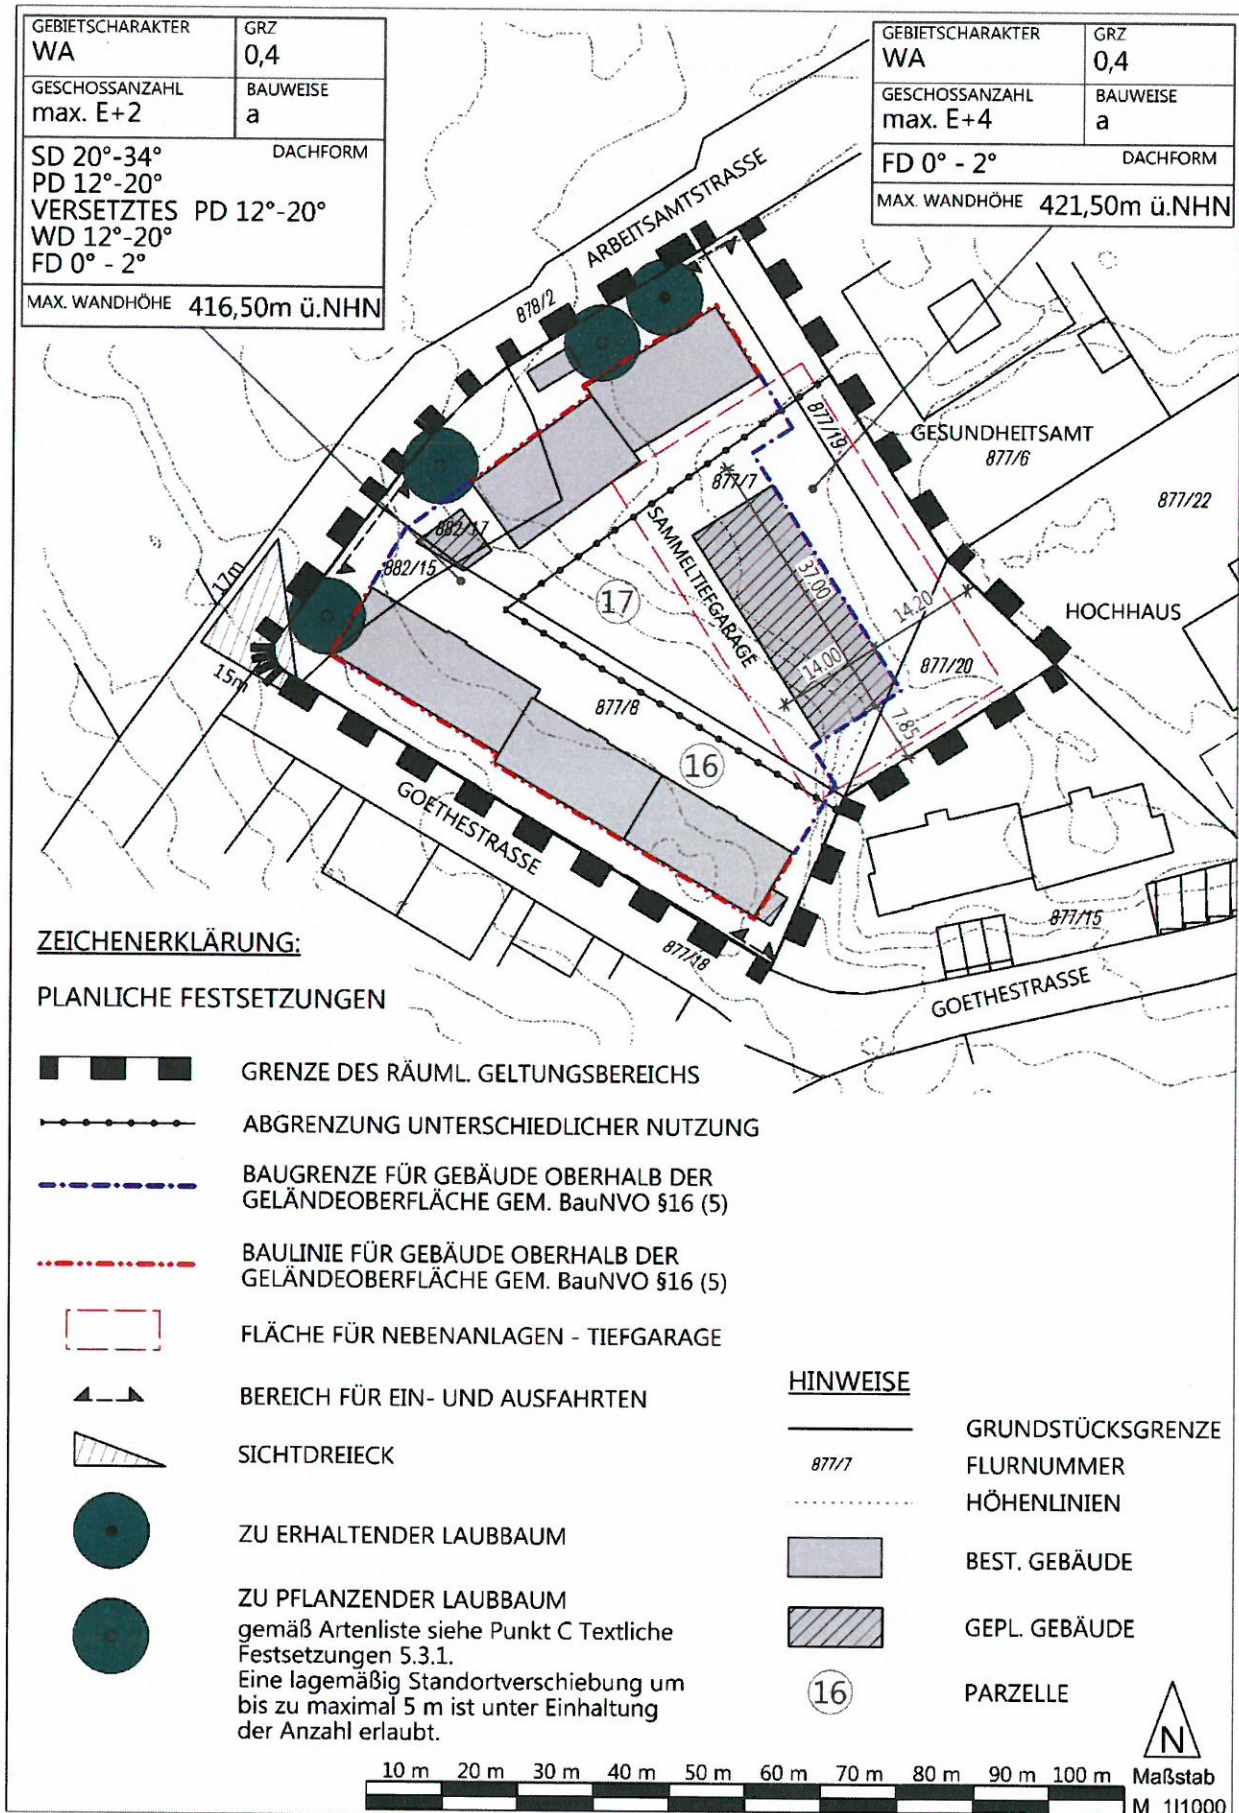 GEBIETSCHARAKTER
WA
GRZ
0,4
GESCHOSSANZAHL
max. E+2
BAUWEISE
a
SD 20°-34°
DACHFORM
PD 12°-20°
VERSETZTES PD 12°-20°
WD 12°-20°
FD 0° - 2°
MAX. WANDHÖHE 416,50m ü.NHN
GEBIETSCHARAKTER
WA
GRZ
0,4
GESCHOSSANZAHL
max. E+4
BAUWEISE
a
FD 0° - 2°
DACHFORM
MAX. WANDHÖHE 421,50m ü.NHN
ARBEITSAMTSTRASSE
878/2
877/19
GESUNDHEITSAMT
877/6
877/22
877/7
882/17
882/15
SAMMELTIEFGARAGE
37.00
14.20
14.00
7.85
17
17m
15m
HOCHHAUS
877/20
877/8
16
GOETHESTRASSE
877/18
877/15
GOETHESTRASSE
ZEICHENERKLÄRUNG:
PLANLICHE FESTSETZUNGEN
GRENZE DES RÄUML. GELTUNGSBEREICHS
ABGRENZUNG UNTERSCHIEDLICHER NUTZUNG
BAUGRENZE FÜR GEBÄUDE OBERHALB DER
GELÄNDEOBERFLÄCHE GEM. BauNVO §16 (5)
BAULINIE FÜR GEBÄUDE OBERHALB DER
GELÄNDEOBERFLÄCHE GEM. BauNVO §16 (5)
FLÄCHE FÜR NEBENANLAGEN - TIEFGARAGE
BEREICH FÜR EIN- UND AUSFAHRTEN
SICHTDREIECK
ZU ERHALTENDER LAUBBAUM
ZU PFLANZENDER LAUBBAUM
gemäß Artenliste siehe Punkt C Textliche
Festsetzungen 5.3.1.
Eine lagemäßig Standortverschiebung um
bis zu maximal 5 m ist unter Einhaltung
der Anzahl erlaubt.
HINWEISE
GRUNDSTÜCKSGRENZE
877/7
FLURNUMMER
HÖHENLINIEN
BEST. GEBÄUDE
GEPL. GEBÄUDE
16
PARZELLE
N
10 m 20 m 30 m 40 m 50 m 60 m 70 m 80 m 90 m 100 m
Maßstab
M 1|1000